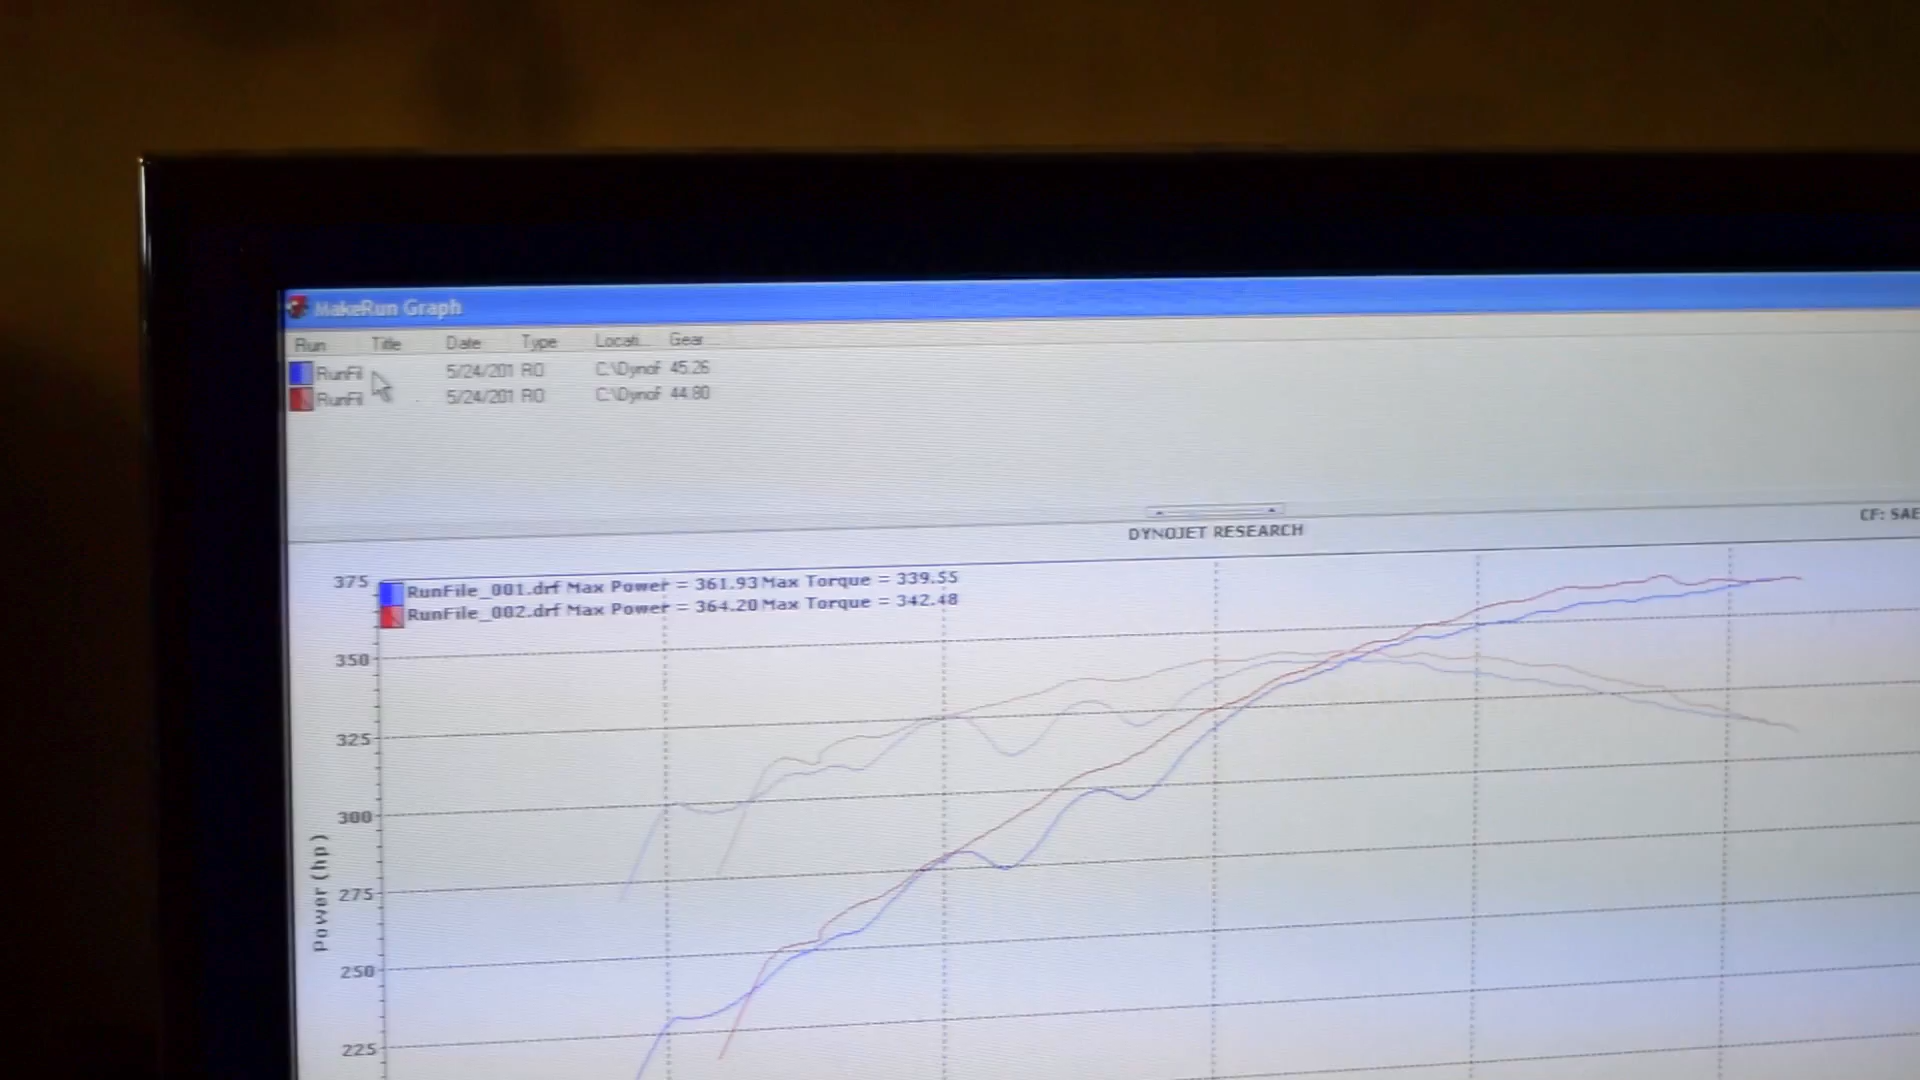 MakeRun Graph
Run Title Date Type Locati... Gear
RunFil 5/24/201 RO C:\DynoF 45.26
RunFil 5/24/201 RO C:\DynoF 44.80
CF: SAE
DYNOJET RESEARCH
375
RunFile_001.drf Max Power = 361.93 Max Torque = 339.55
RunFile_002.drf Max Power = 364.20 Max Torque = 342.48
350
325
300
275
250
225
Power (hp)